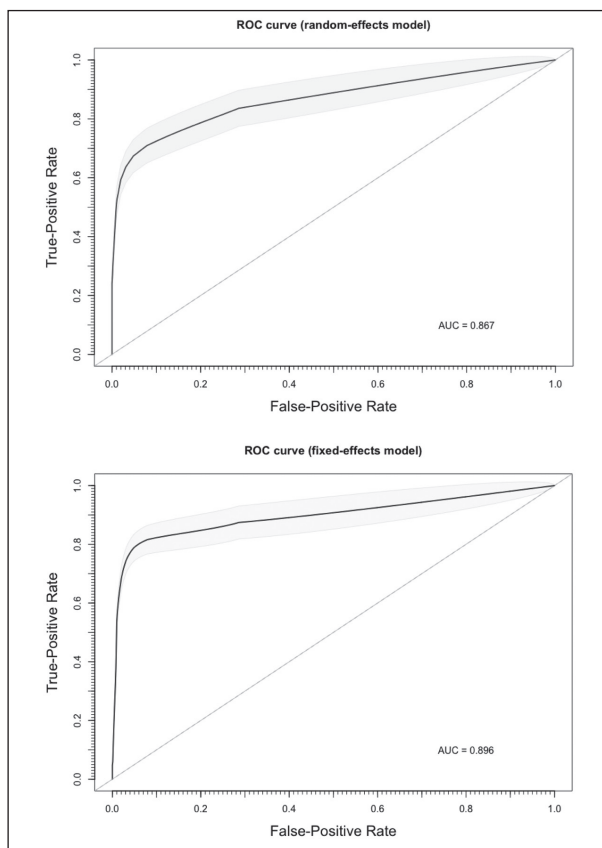 ROC curve (random-effects model)
True-Positive Rate
1.0
0.8
0.6
0.4
0.2
0.0
AUC = 0.867
0.0 0.2 0.4 0.6 0.8 1.0
False-Positive Rate
ROC curve (fixed-effects model)
True-Positive Rate
1.0
0.8
0.6
0.4
0.2
0.0
AUC = 0.896
0.0 0.2 0.4 0.6 0.8 1.0
False-Positive Rate